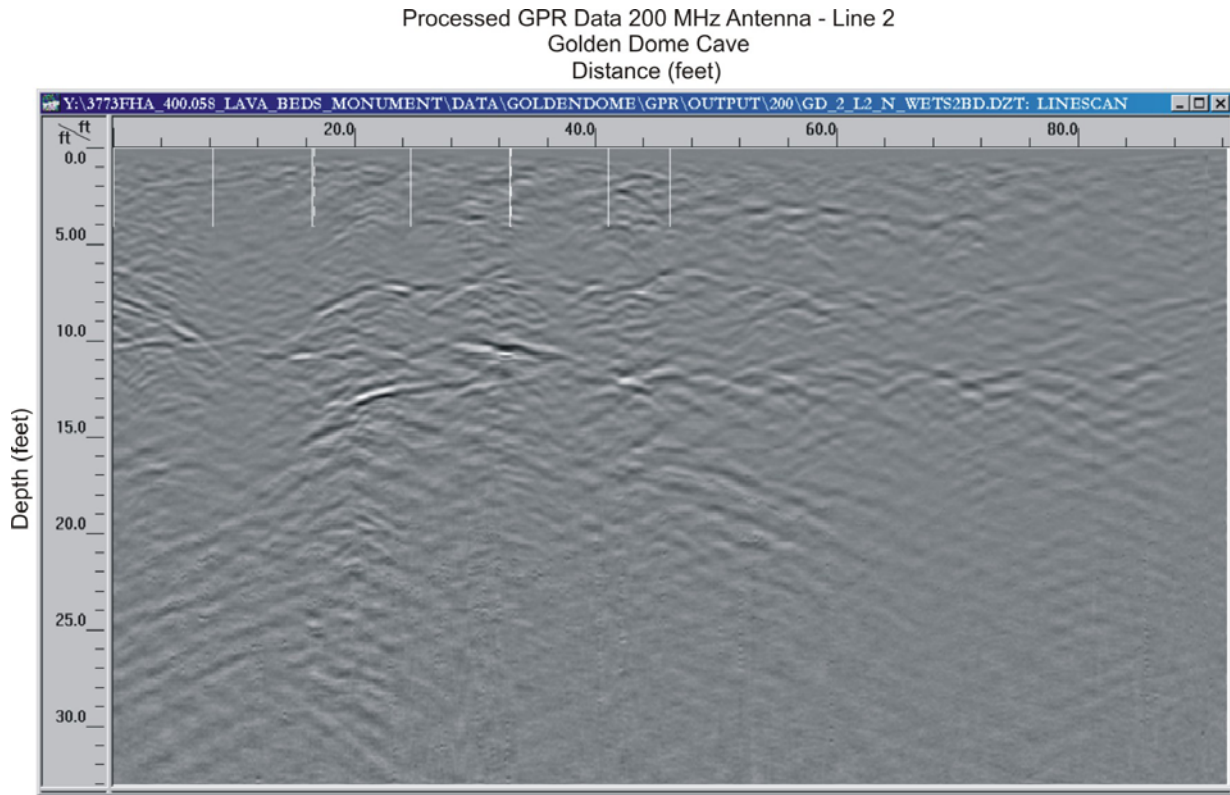 Processed GPR Data 200 MHz Antenna - Line 2
Golden Dome Cave
Distance (feet)
Y:\3773FHA_400.058_LAVA_BEDS_MONUMENT\DATA\GOLDENDOME\GPR\OUTPUT\200\GD_2_L2_N_WETS2BD.DZT: LINESCAN
ft
ft
20.0
40.0
60.0
80.0
0.0
5.00
10.0
15.0
20.0
25.0
30.0
Depth (feet)